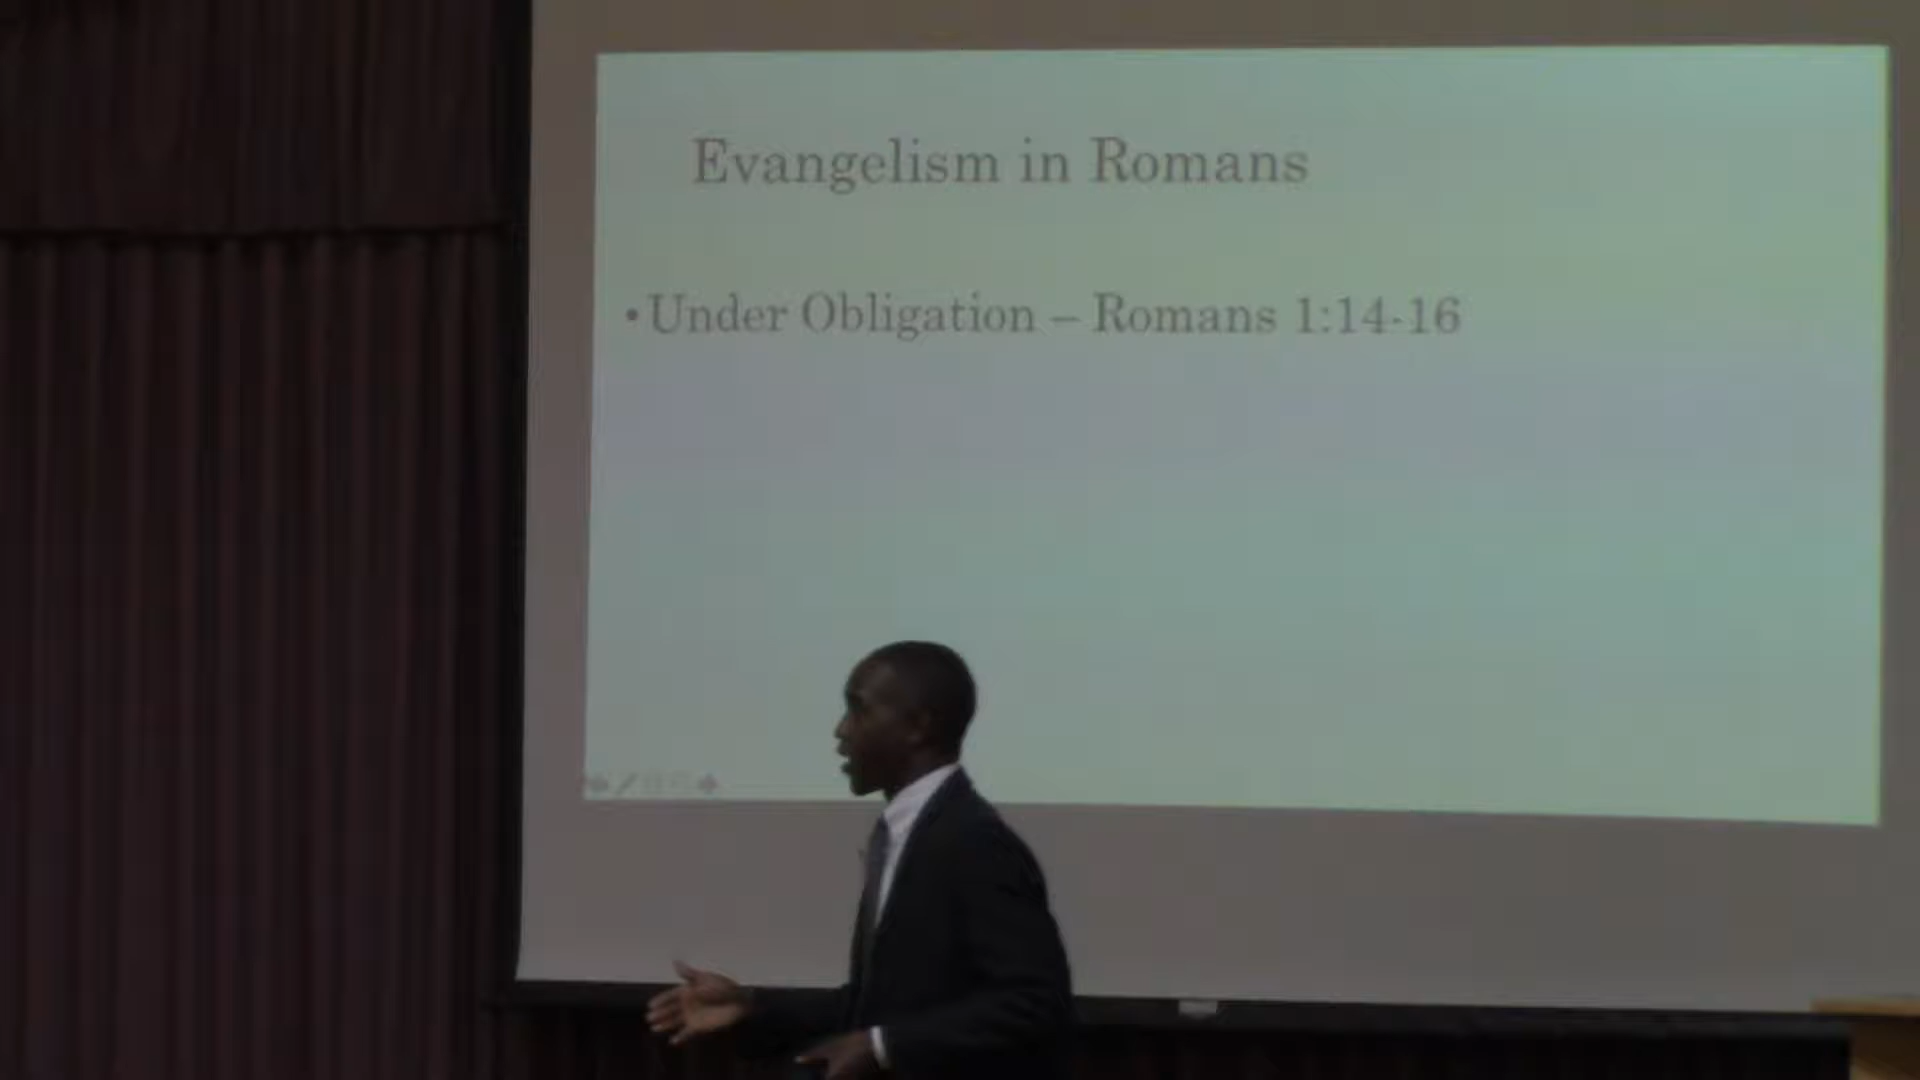 Evangelism in Romans
• Under Obligation – Romans 1:14-16